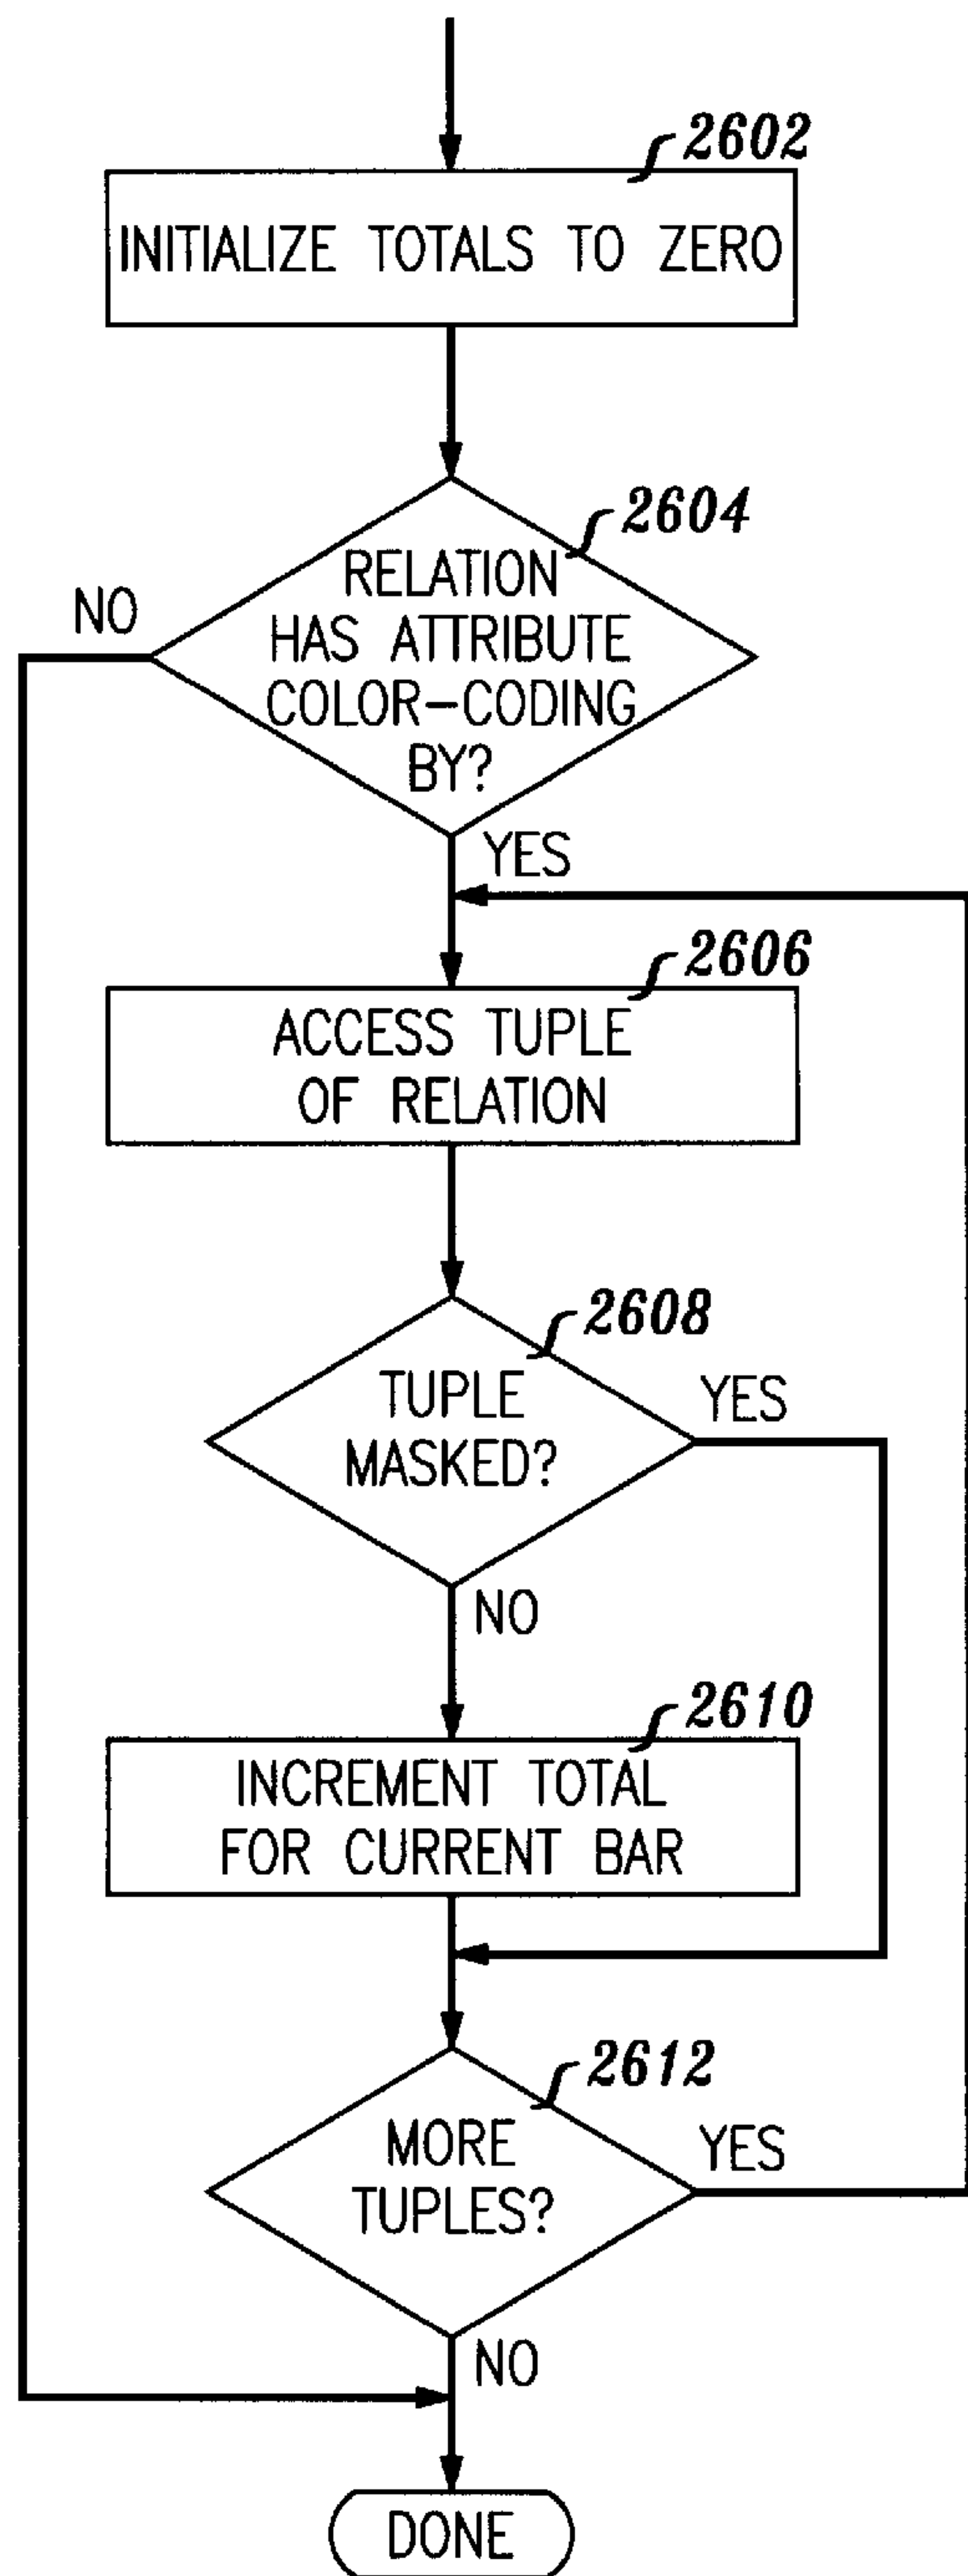 2602
INITIALIZE TOTALS TO ZERO
2604
RELATION
HAS ATTRIBUTE
COLOR-CODING
BY?
NO
YES
2606
ACCESS TUPLE
OF RELATION
2608
TUPLE
MASKED?
YES
NO
2610
INCREMENT TOTAL
FOR CURRENT BAR
2612
MORE
TUPLES?
YES
NO
DONE